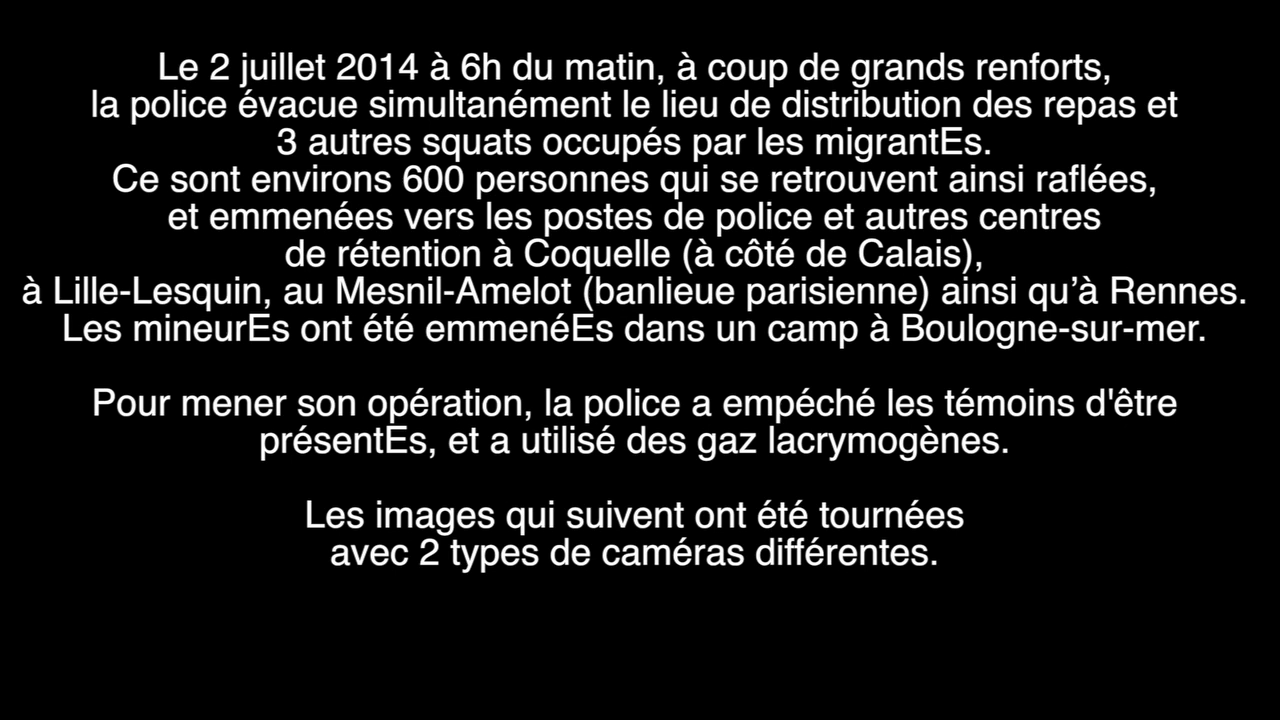 Le 2 juillet 2014 à 6h du matin, à coup de grands renforts,
la police évacue simultanément le lieu de distribution des repas et
3 autres squats occupés par les migrantEs.
Ce sont environs 600 personnes qui se retrouvent ainsi raflées,
et emmenées vers les postes de police et autres centres
de rétention à Coquelle (à côté de Calais),
à Lille-Lesquin, au Mesnil-Amelot (banlieue parisienne) ainsi qu’à Rennes.
Les mineurEs ont été emmenéEs dans un camp à Boulogne-sur-mer.
Pour mener son opération, la police a empéché les témoins d'être
présentEs, et a utilisé des gaz lacrymogènes.
Les images qui suivent ont été tournées
avec 2 types de caméras différentes.